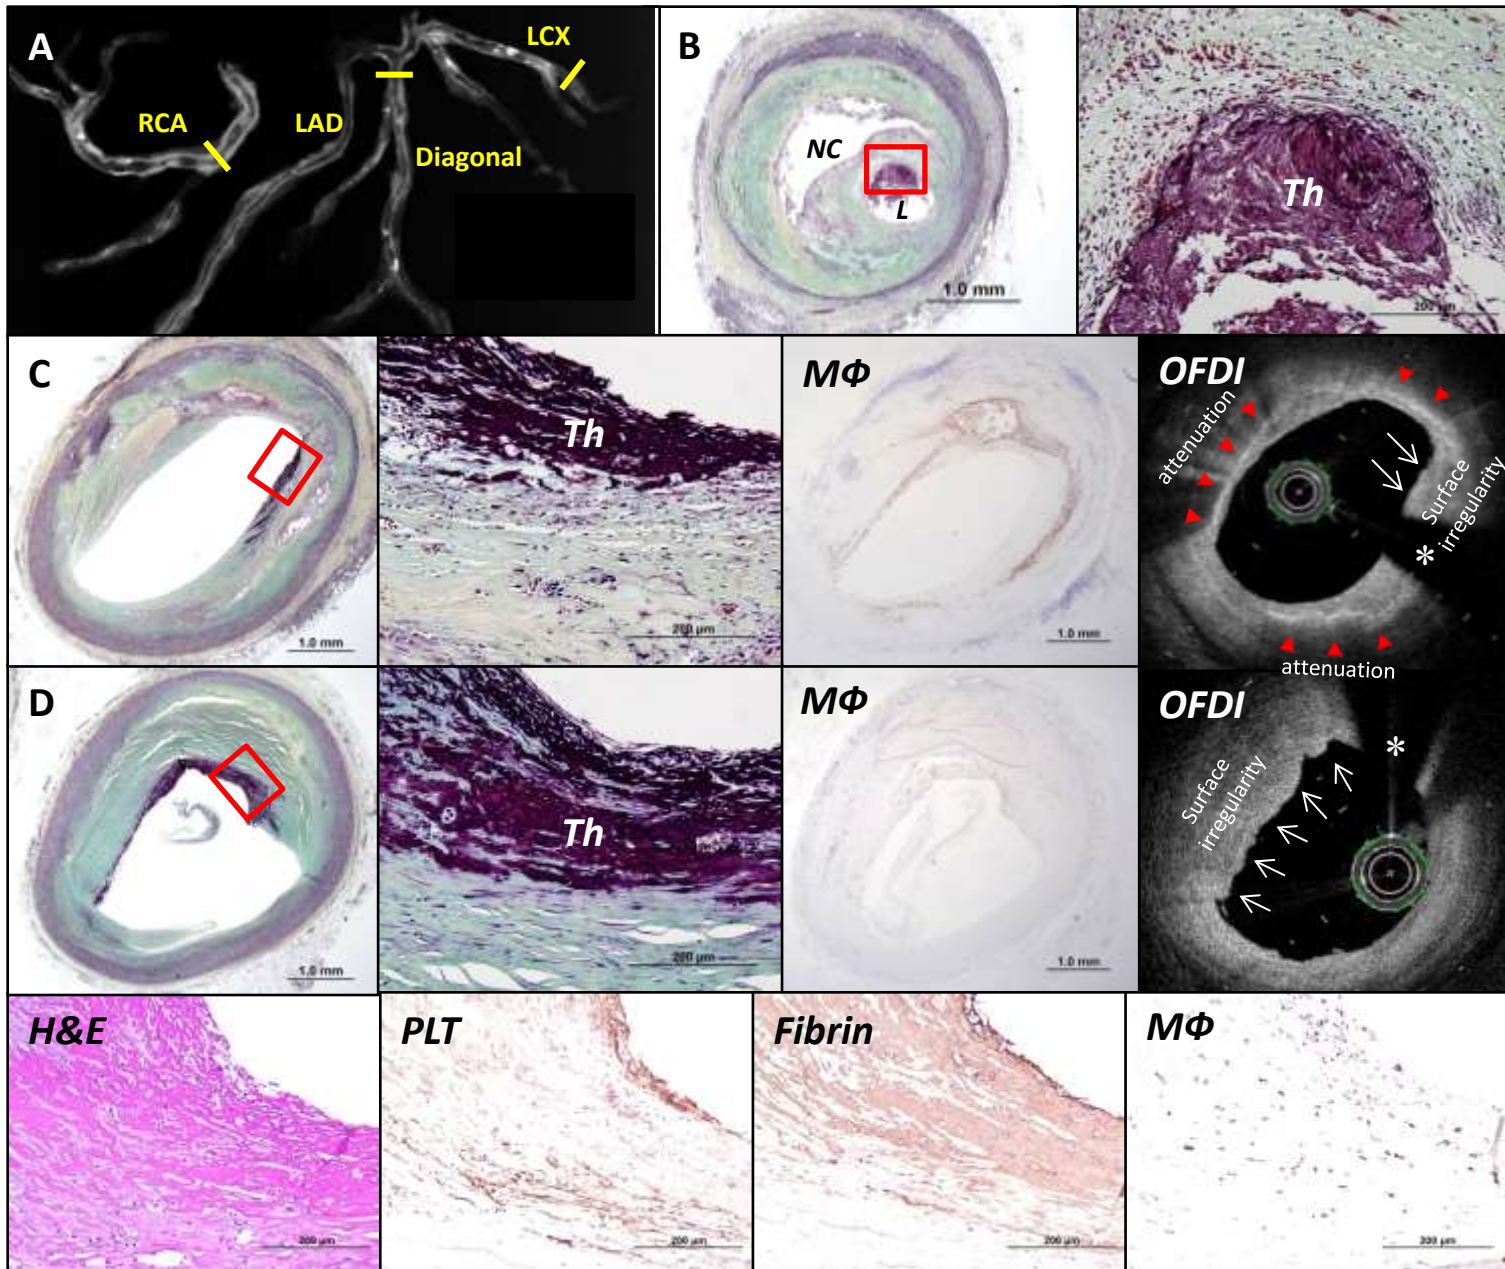 A
LCX
RCA
LAD
Diagonal
B
NC
L
1.0 mm
Th
200 µm
C
1.0 mm
Th
200 µm
MΦ
1.0 mm
OFDI
attenuation
Surface
irregularity
*
attenuation
D
1.0 mm
Th
200 µm
MΦ
1.0 mm
OFDI
*
Surface
irregularity
H&E
200 µm
PLT
200 µm
Fibrin
200 µm
MΦ
200 µm